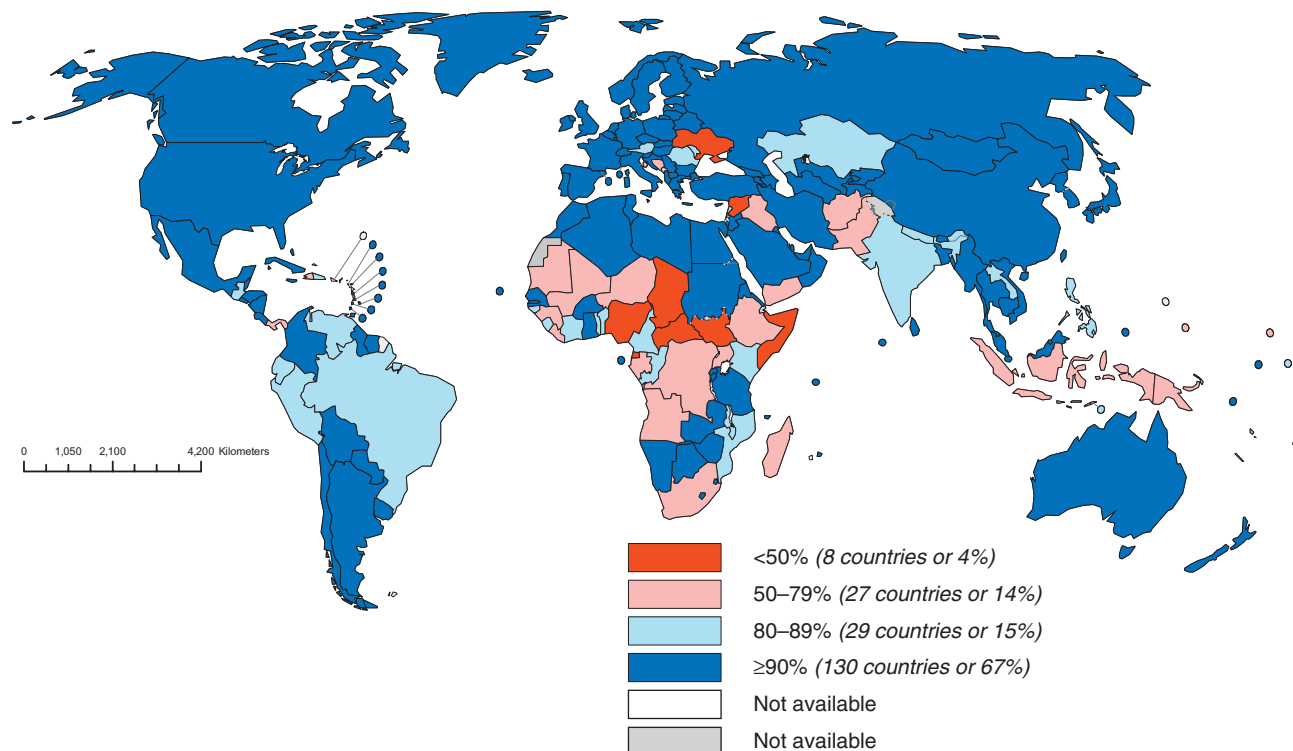 0 1,050 2,100 4,200 Kilometers
<50% (8 countries or 4%)
50–79% (27 countries or 14%)
80–89% (29 countries or 15%)
≥90% (130 countries or 67%)
Not available
Not available